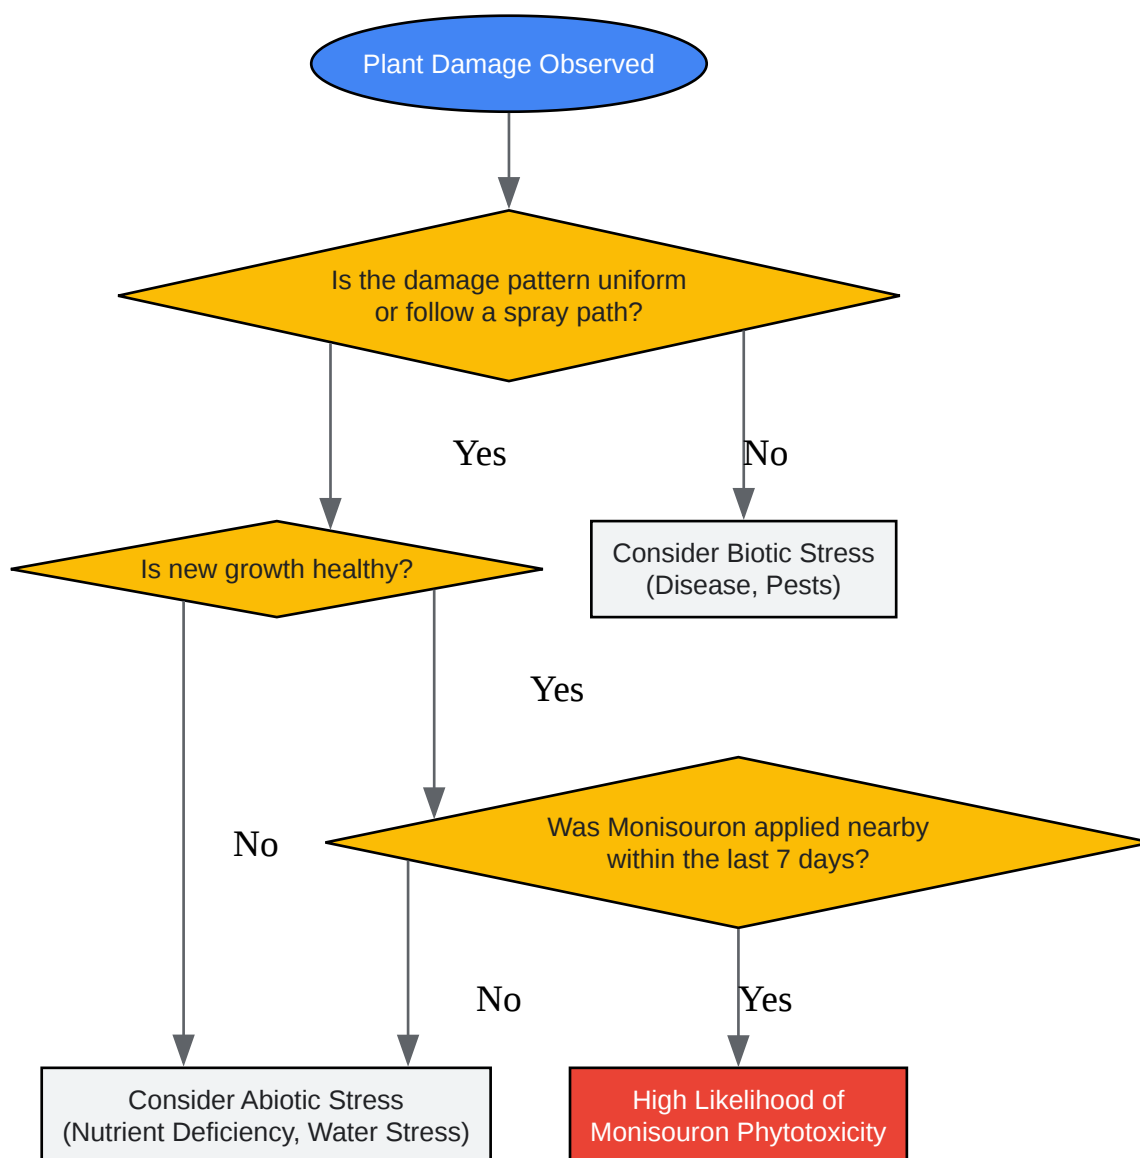 Plant Damage Observed
Is the damage pattern uniform
or follow a spray path?
Yes
No
Is new growth healthy?
Consider Biotic Stress
(Disease, Pests)
Yes
Was Monisouron applied nearby
within the last 7 days?
No
No
Yes
Consider Abiotic Stress
(Nutrient Deficiency, Water Stress)
High Likelihood of
Monisouron Phytotoxicity